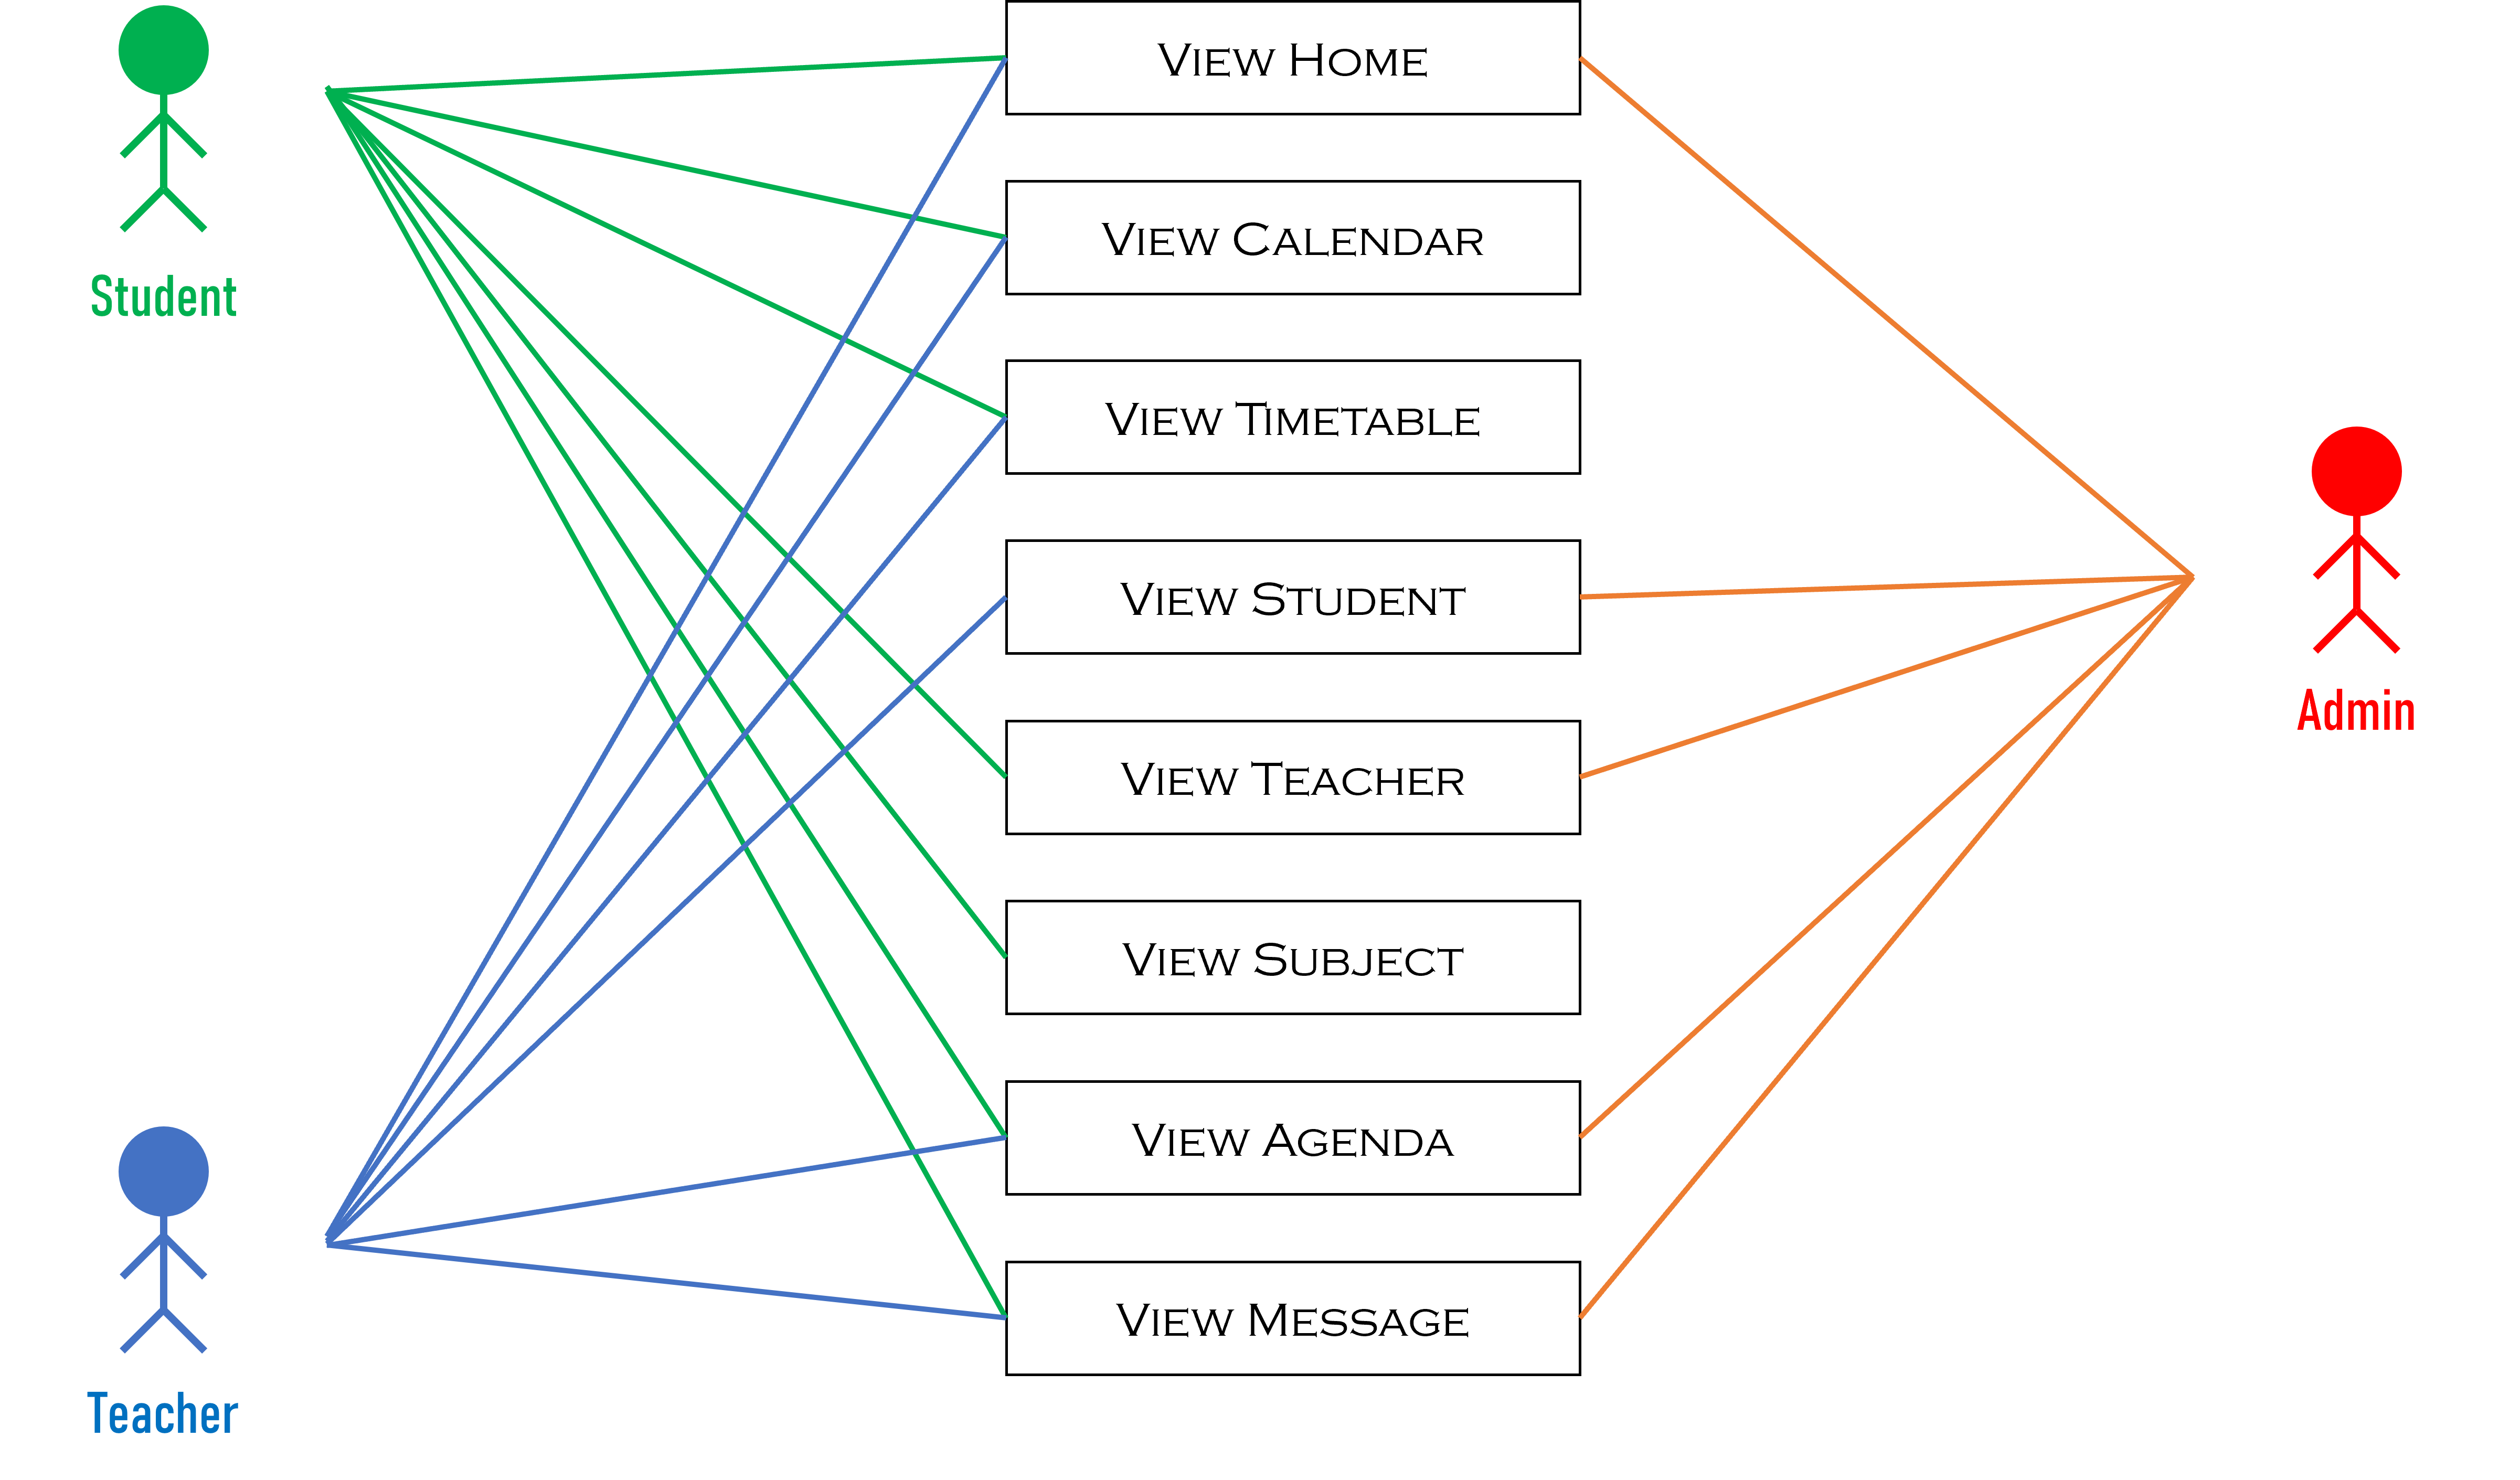 View Home
View Calendar
Student
View Timetable
View Student
Admin
View Teacher
View Subject
View Agenda
View Message
Teacher